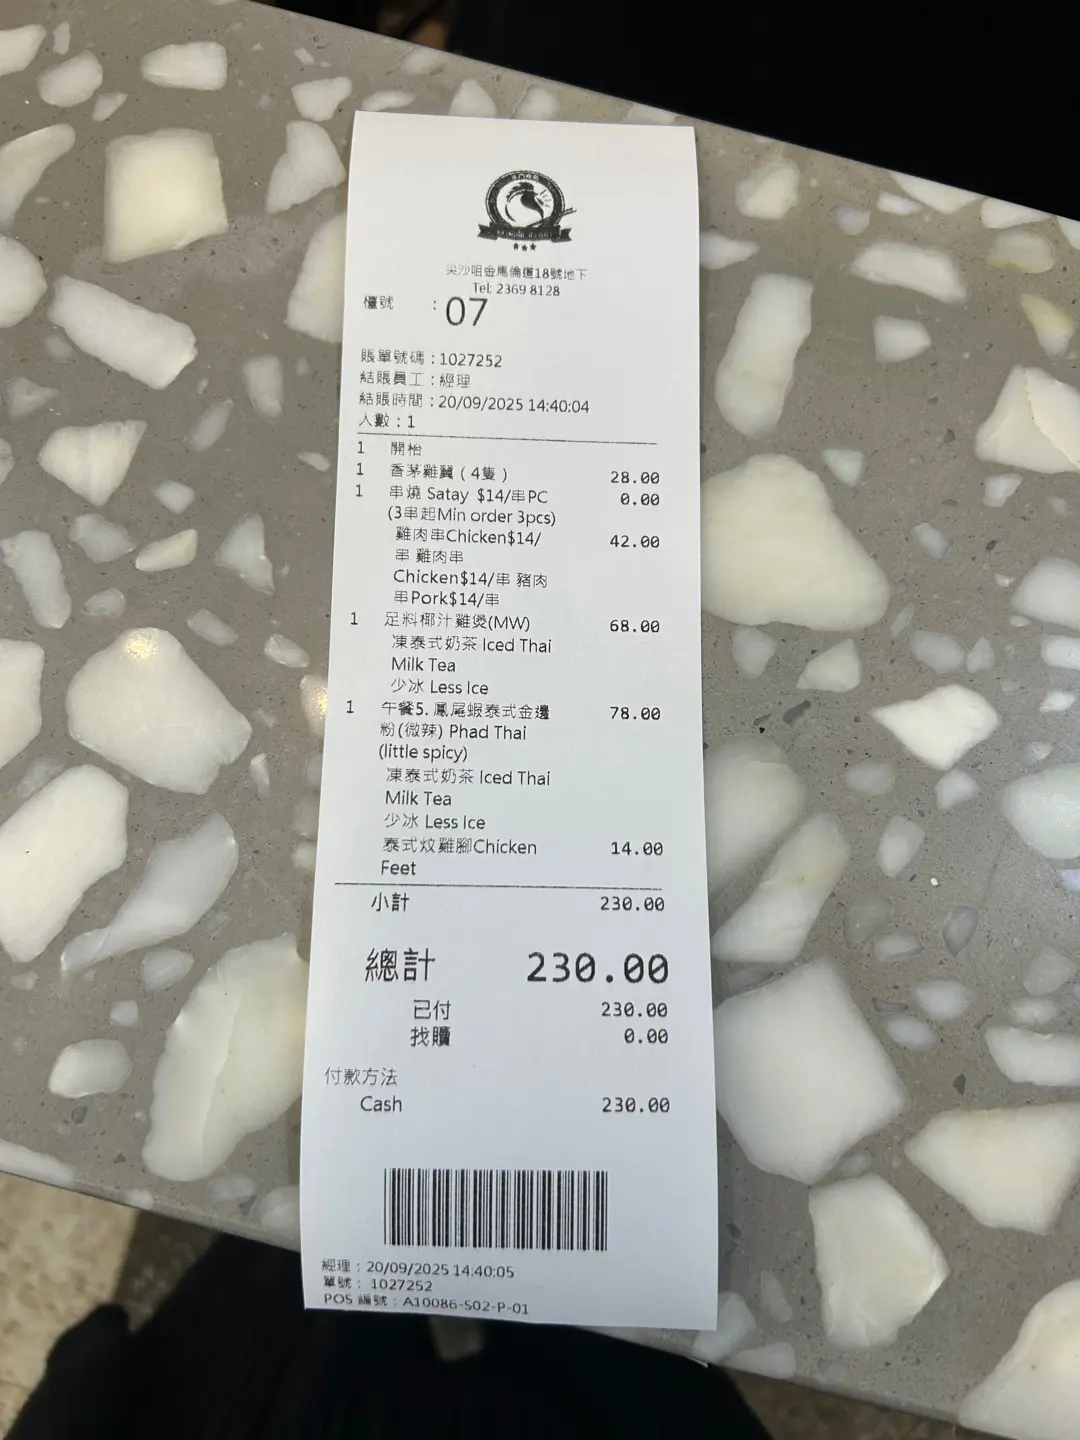 尖沙咀金馬倫道18號地下
Tel: 2369 8128
檯號 : 07
賬單號碼 : 1027252
結賬員工 : 經理
結賬時間 : 20/09/2025 14:40:04
人數 : 1
1 開枱
1 香茅雞翼 ( 4隻 ) 28.00
1 串燒 Satay $14/串PC 0.00
(3串起Min order 3pcs)
雞肉串Chicken$14/ 42.00
串 雞肉串
Chicken$14/串 豬肉
串Pork$14/串
1 足料椰汁雞煲(MW) 68.00
凍泰式奶茶 Iced Thai
Milk Tea
少冰 Less Ice
1 午餐5. 鳳尾蝦泰式金邊 78.00
粉(微辣) Phad Thai
(little spicy)
凍泰式奶茶 Iced Thai
Milk Tea
少冰 Less Ice
泰式炆雞腳Chicken 14.00
Feet
小計 230.00
總計 230.00
已付 230.00
找贖 0.00
付款方法
Cash 230.00
經理 : 20/09/2025 14:40:05
單號 : 1027252
POS 編號 : A10086-S02-P-01